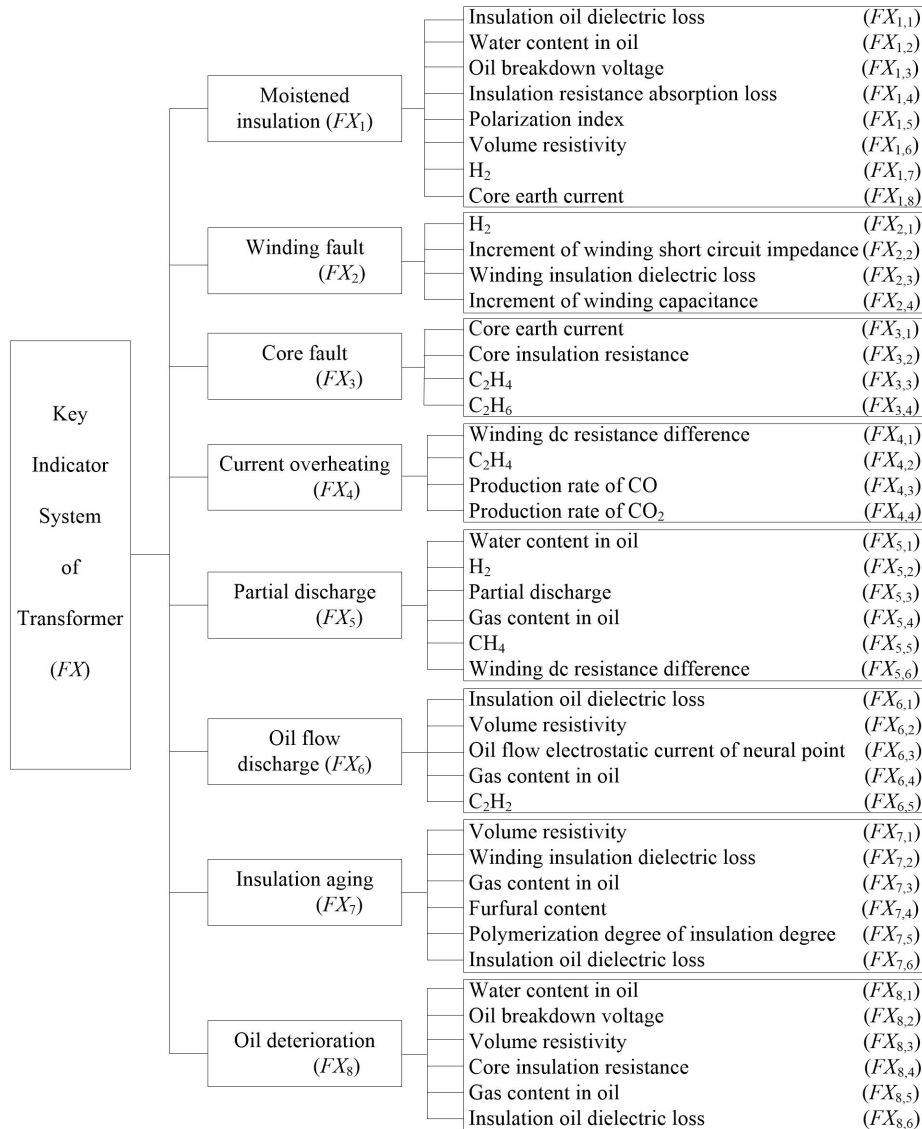 Key
Indicator
System
of
Transformer
(FX)
Moistened
insulation (FX₁)
Insulation oil dielectric loss (FX₁,₁)
Water content in oil (FX₁,₂)
Oil breakdown voltage (FX₁,₃)
Insulation resistance absorption loss (FX₁,₄)
Polarization index (FX₁,₅)
Volume resistivity (FX₁,₆)
H₂ (FX₁,₇)
Core earth current (FX₁,₈)
Winding fault
(FX₂)
H₂ (FX₂,₁)
Increment of winding short circuit impedance (FX₂,₂)
Winding insulation dielectric loss (FX₂,₃)
Increment of winding capacitance (FX₂,₄)
Core fault
(FX₃)
Core earth current (FX₃,₁)
Core insulation resistance (FX₃,₂)
C₂H₄ (FX₃,₃)
C₂H₆ (FX₃,₄)
Current overheating
(FX₄)
Winding dc resistance difference (FX₄,₁)
C₂H₄ (FX₄,₂)
Production rate of CO (FX₄,₃)
Production rate of CO₂ (FX₄,₄)
Partial discharge
(FX₅)
Water content in oil (FX₅,₁)
H₂ (FX₅,₂)
Partial discharge (FX₅,₃)
Gas content in oil (FX₅,₄)
CH₄ (FX₅,₅)
Winding dc resistance difference (FX₅,₆)
Oil flow
discharge (FX₆)
Insulation oil dielectric loss (FX₆,₁)
Volume resistivity (FX₆,₂)
Oil flow electrostatic current of neural point (FX₆,₃)
Gas content in oil (FX₆,₄)
C₂H₂ (FX₆,₅)
Insulation aging
(FX₇)
Volume resistivity (FX₇,₁)
Winding insulation dielectric loss (FX₇,₂)
Gas content in oil (FX₇,₃)
Furfural content (FX₇,₄)
Polymerization degree of insulation degree (FX₇,₅)
Insulation oil dielectric loss (FX₇,₆)
Oil deterioration
(FX₈)
Water content in oil (FX₈,₁)
Oil breakdown voltage (FX₈,₂)
Volume resistivity (FX₈,₃)
Core insulation resistance (FX₈,₄)
Gas content in oil (FX₈,₅)
Insulation oil dielectric loss (FX₈,₆)